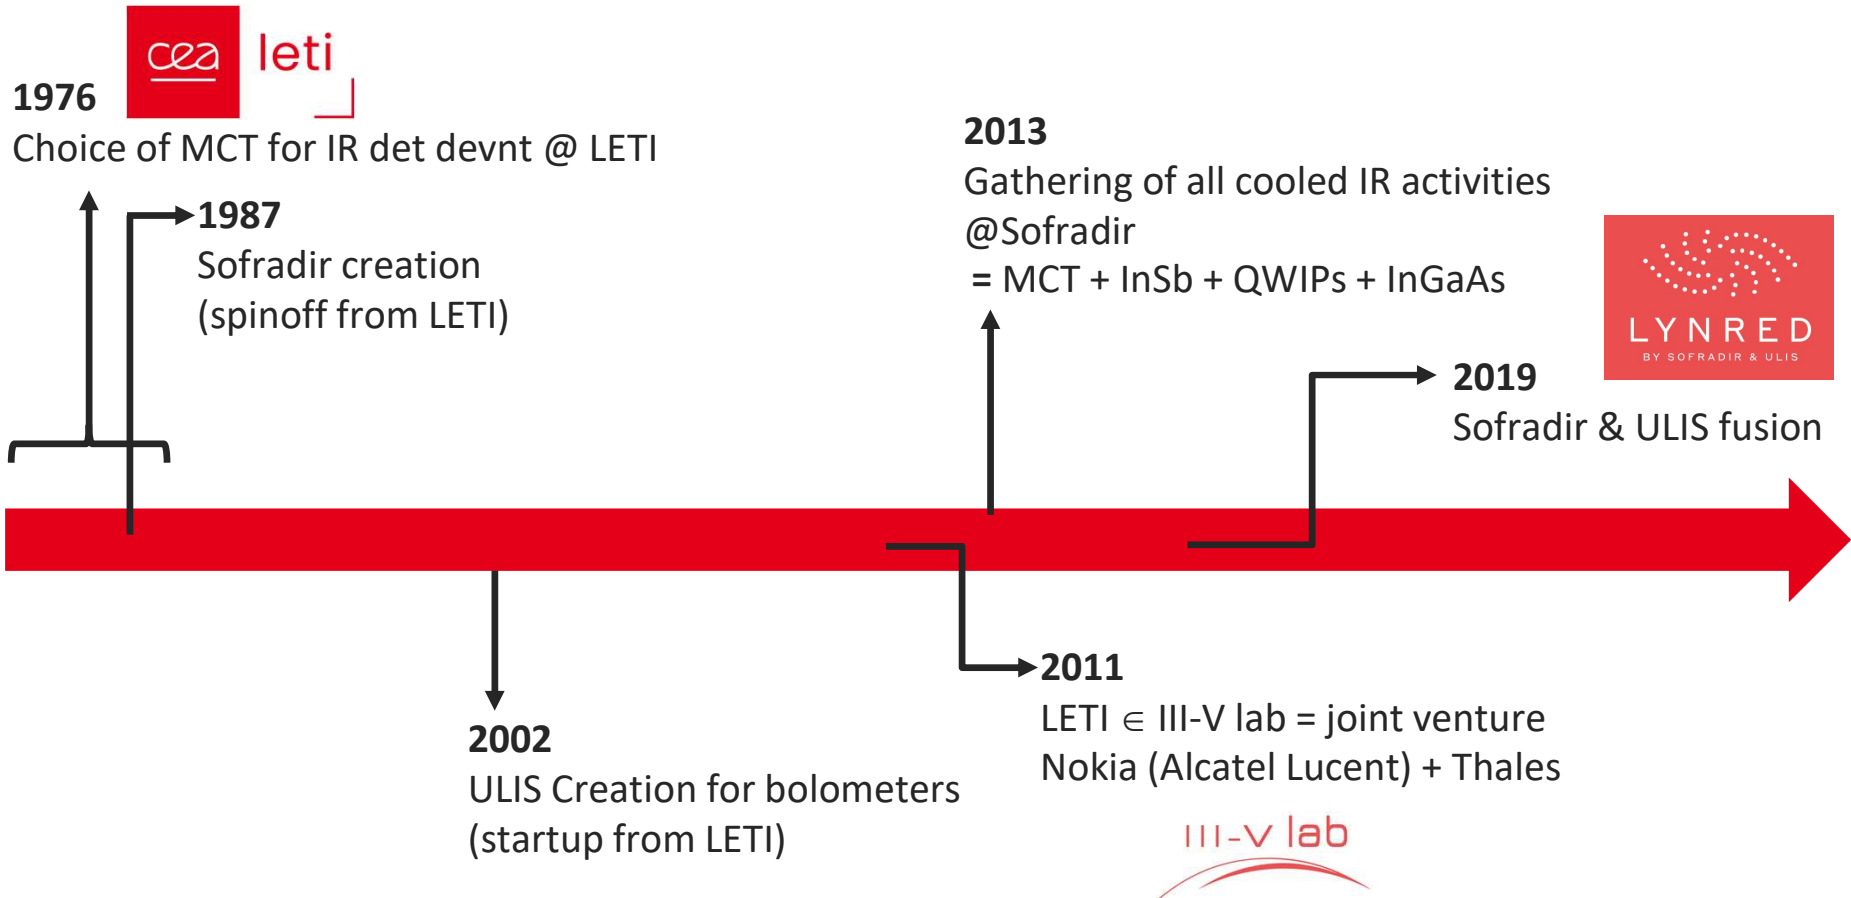 cea leti
1976
Choice of MCT for IR det devnt @ LETI
1987
Sofradir creation
(spinoff from LETI)
2013
Gathering of all cooled IR activities
@Sofradir
= MCT + InSb + QWIPs + InGaAs
LYNRED
BY SOFRADIR & ULIS
2019
Sofradir & ULIS fusion
2002
ULIS Creation for bolometers
(startup from LETI)
2011
LETI ∈ III-V lab = joint venture
Nokia (Alcatel Lucent) + Thales
III-V lab